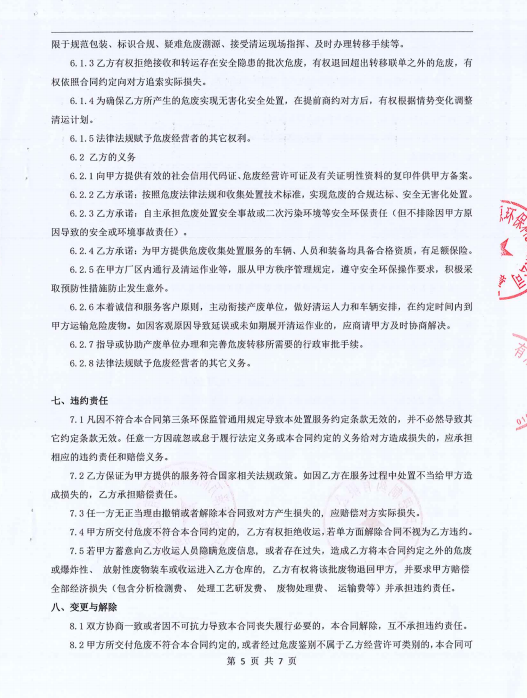 限于规范包装、标识合规、疑难危废溯源、接受清运现场指挥、及时办理转移手续等。
6.1.3 乙方有权拒绝接收和转运存在安全隐患的批次危废，有权退回超出转移联单之外的危废，有
权依照合同约定向对方追索实际损失。
6.1.4 为确保乙方所产生的危废实现无害化安全处置，在提前商约对方后，有权根据情势变化调整
清运计划。
6.1.5 法律法规赋予危废经营者的其它权利。
6.2 乙方的义务
6.2.1 向甲方提供有效的社会信用代码证、危废经营许可证及有关证明性资料的复印件供甲方备案。
6.2.2 乙方承诺：按照危废法律法规和收集处置技术标准，实现危废的合规达标、安全无害化处置。
6.2.3 乙方承诺：自主承担危废处置安全事故或二次污染环境等安全环保责任（但不排除因甲方原
因导致的安全或环境事故责任）。
6.2.4 乙方承诺：为甲方提供危废收集处置服务的车辆、人员和装备均具备合格资质，有足额保险。
6.2.5 在甲方厂区内通行及清运作业等，服从甲方秩序管理规定，遵守安全环保操作要求，积极采
取预防性措施防止发生意外。
6.2.6 本着诚信和服务客户原则，主动衔接产废单位，做好清运人力和车辆安排，在约定时间内到
甲方运输危险废物。如因客观原因导致延误或未如期展开清运作业的，应商请甲方及时协商解决。
6.2.7 指导或协助产废单位办理和完善危废转移所需要的行政审批手续。
6.2.8 法律法规赋予危废经营者的其它义务。
七、违约责任
7.1 凡因不符合本合同第三条环保监管通用规定导致本处置服务约定条款无效的，并不必然导致其
它约定条款无效。任意一方因疏忽或怠于履行法定义务或本合同约定的义务给对方造成损失的，应承担
相应的违约责任和赔偿义务。
7.2 乙方保证为甲方提供的服务符合国家相关法规政策。如因乙方在服务过程中处置不当给甲方造
成损失的，乙方承担赔偿责任。
7.3 任一方无正当理由撤销或者解除本合同致对方产生损失的，应赔偿对方实际损失。
7.4 甲方所交付危废不符合本合同约定的，乙方有权拒绝收运，若单方面解除合同不视为乙方违约。
7.5 若甲方蓄意向乙方收运人员隐瞒危废信息，或者存在过失，造成乙方将本合同约定之外的危废
或爆炸性、 放射性废物装车或收运进入乙方仓库的，乙方有权将该批废物退回甲方，并要求甲方赔偿
全部经济损失（包含分析检测费、 处理工艺研发费、 废物处理费、 运输费等）并承担违约责任。
八、变更与解除
8.1 双方协商一致或者因不可抗力导致本合同丧失履行必要的，本合同解除，互不承担违约责任。
8.2 甲方所交付危废不符合本合同约定的,或者经过危废鉴别不属于乙方经营许可类别的,本合同可
第 5 页 共 7 页